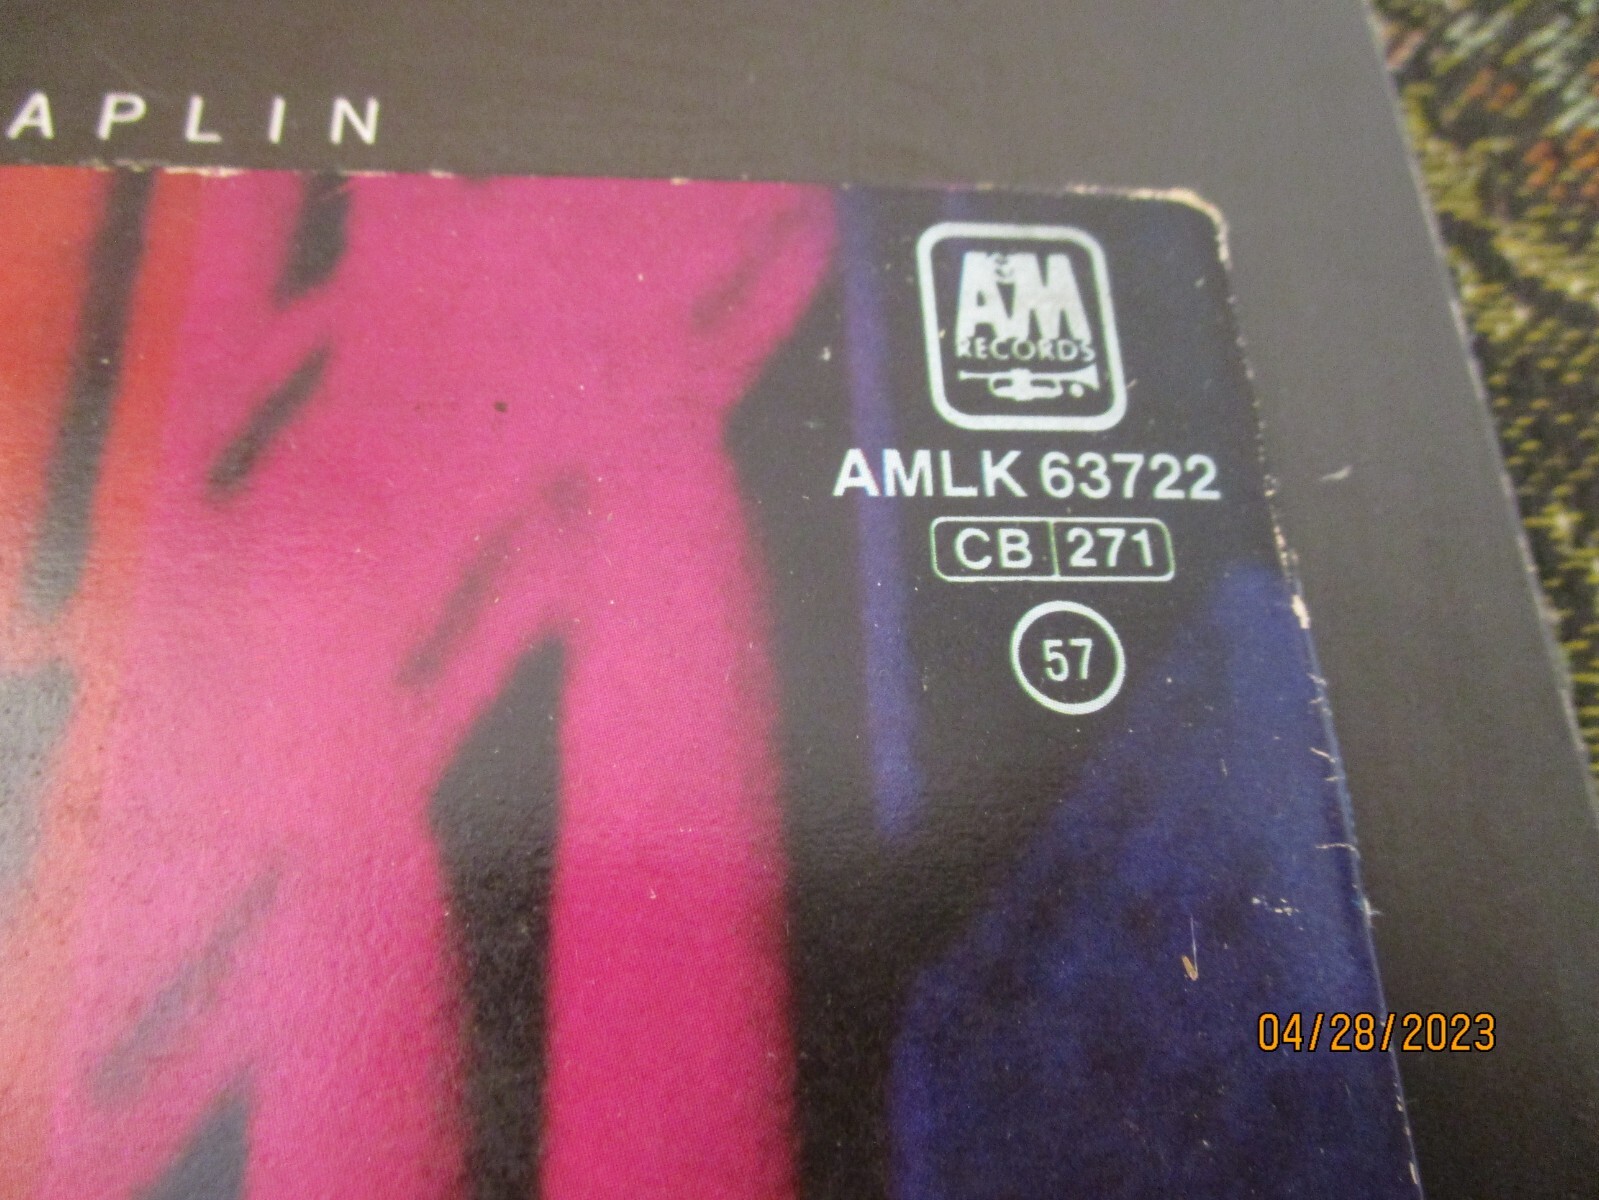 APLIN
A&M
RECORDS
AMLK 63722
CB 271
57
04/28/2023